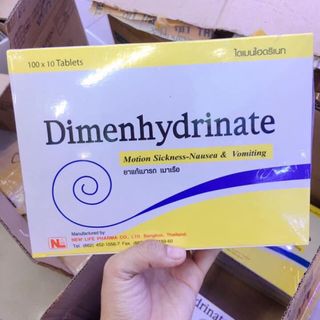 100 x 10 Tablets
ไดเมนไฮดริเนท
Dimenhydrinate
Motion Sickness-Nausea & Vomiting
ยาแก้เมารถ เมาเรือ
Manufactured by:
NEW LIFE PHARMA CO., LTD. Bangkok, Thailand.
NL